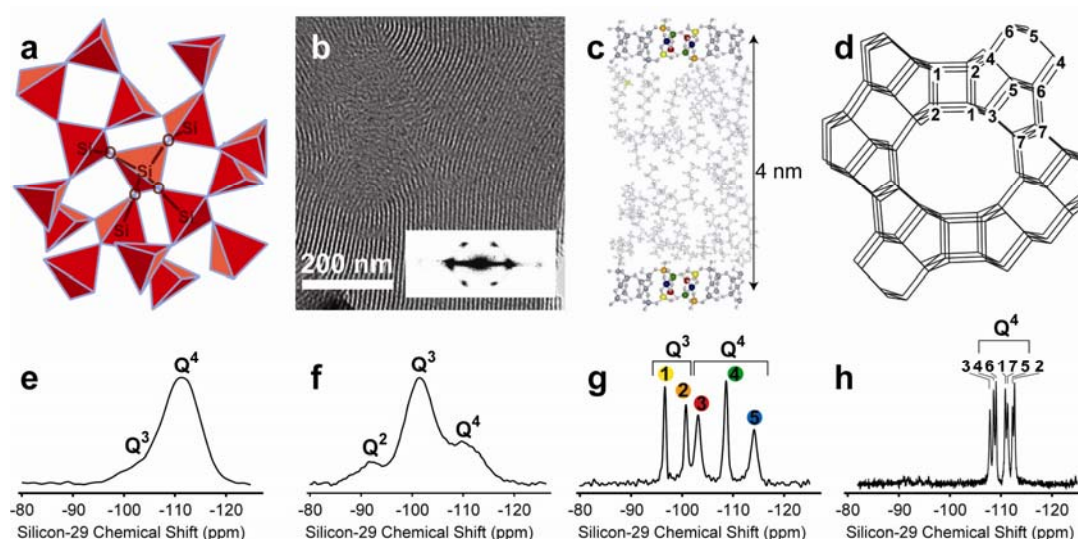 a
Si
O
Si
O
Si
O
O
Si
Si
b
200 nm
c
4 nm
d
6
5
4
4
1
2
5
6
2
1
3
7
7
e
Q4
Q3
-80 -90 -100 -110 -120
Silicon-29 Chemical Shift (ppm)
f
Q3
Q2
Q4
-80 -90 -100 -110 -120
Silicon-29 Chemical Shift (ppm)
g
Q3 Q4
1
2
3
4
5
-80 -90 -100 -110 -120
Silicon-29 Chemical Shift (ppm)
h
Q4
3 4 6 1 7 5 2
-80 -90 -100 -110 -120
Silicon-29 Chemical Shift (ppm)